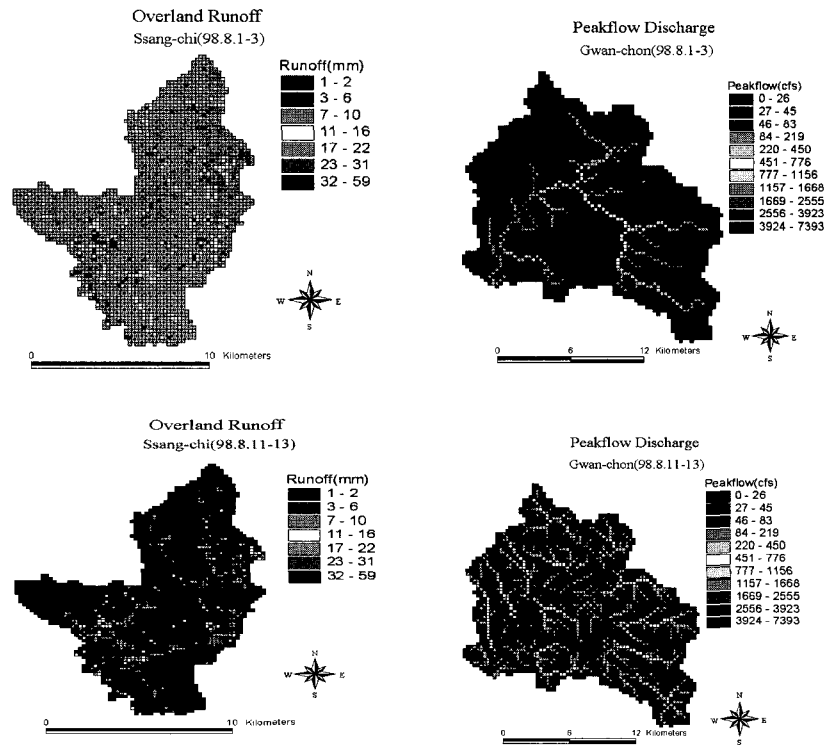 Overland Runoff
Ssang-chi(98.8.1-3)
Runoff(mm)
1 - 2
3 - 6
7 - 10
11 - 16
17 - 22
23 - 31
32 - 59
N
W E
S
0 10 Kilometers
Peakflow Discharge
Gwan-chon(98.8.1-3)
Peakflow(cfs)
0 - 26
27 - 45
46 - 83
84 - 219
220 - 450
451 - 776
777 - 1156
1157 - 1668
1669 - 2555
2556 - 3923
3924 - 7393
N
W E
S
0 6 12 Kilometers
Overland Runoff
Ssang-chi(98.8.11-13)
Runoff(mm)
1 - 2
3 - 6
7 - 10
11 - 16
17 - 22
23 - 31
32 - 59
N
W E
S
0 10 Kilometers
Peakflow Discharge
Gwan-chon(98.8.11-13)
Peakflow(cfs)
0 - 26
27 - 45
46 - 83
84 - 219
220 - 450
451 - 776
777 - 1156
1157 - 1668
1669 - 2555
2556 - 3923
3924 - 7393
N
W E
S
0 6 12 Kilometers